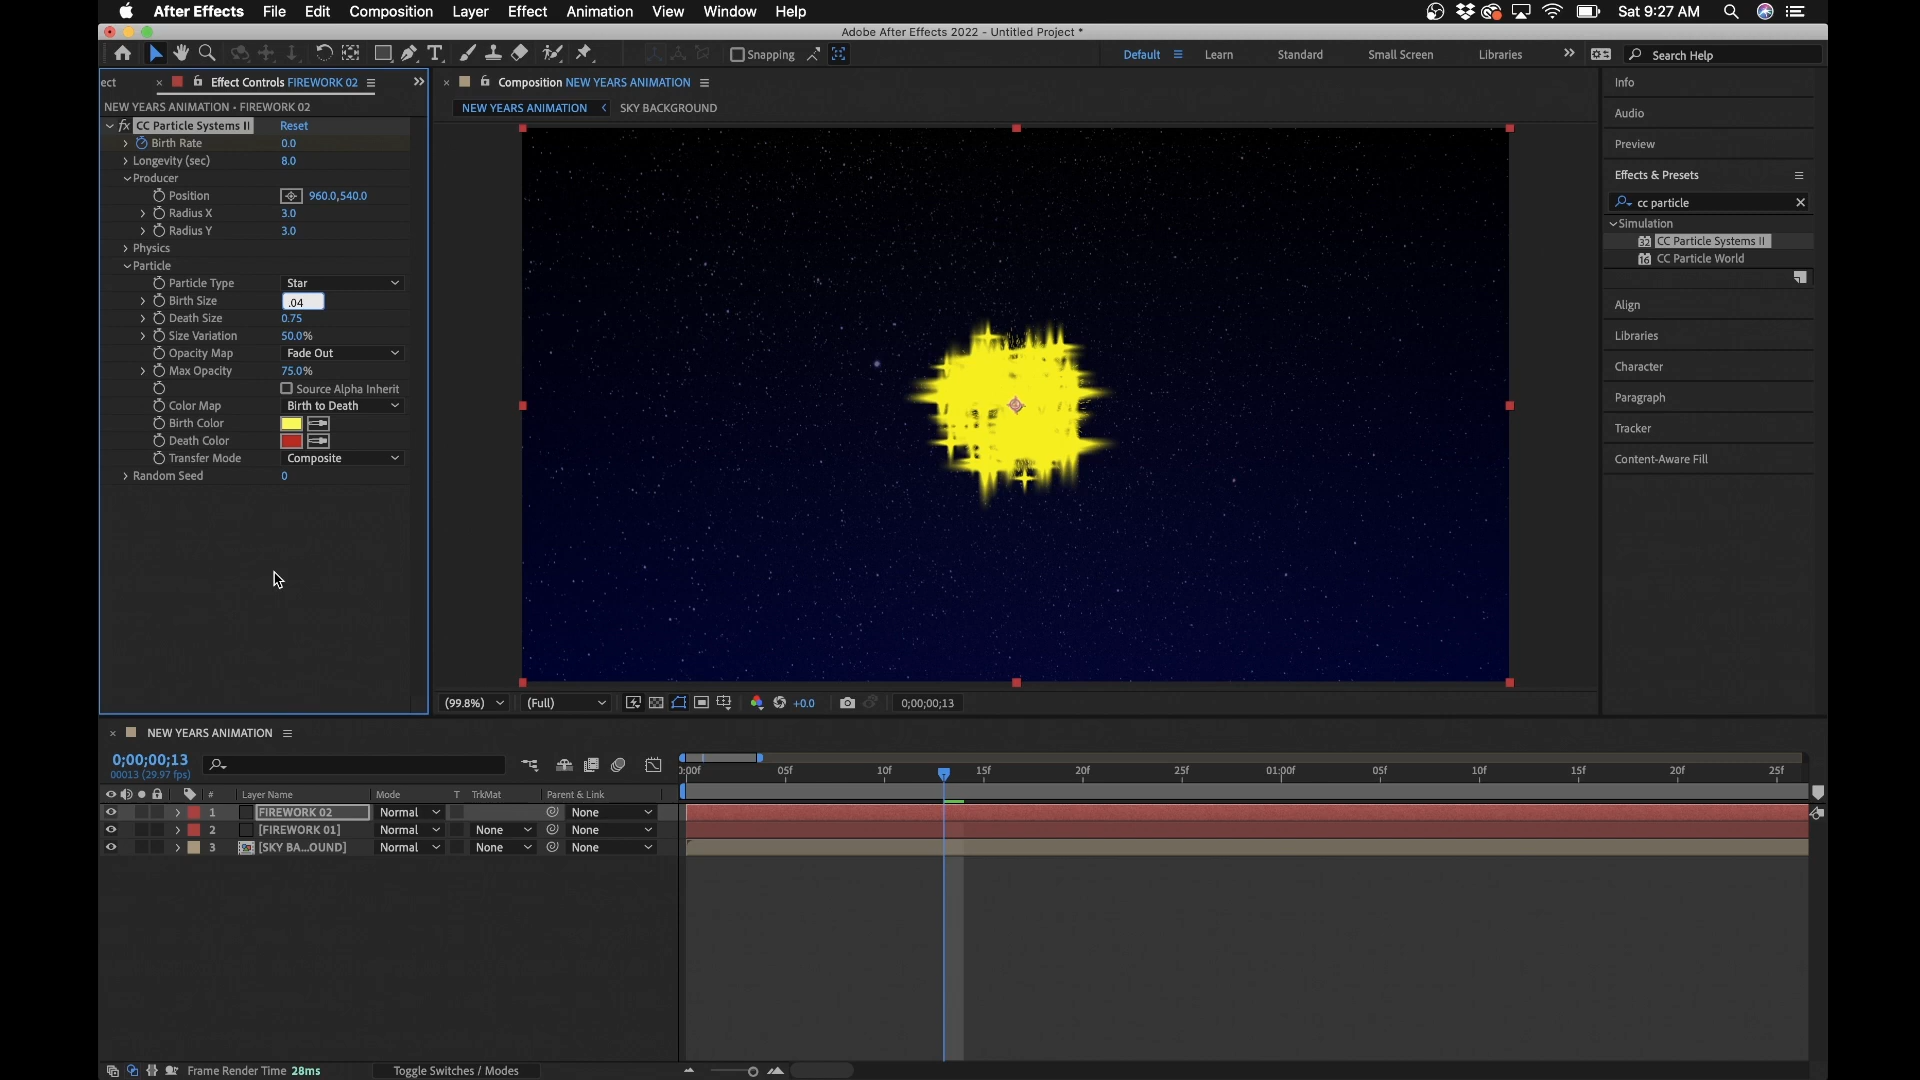 After Effects File Edit Composition Layer Effect Animation View Window Help Sat 9:27 AM
Adobe After Effects 2022 - Untitled Project *
Snapping Default Learn Standard Small Screen Libraries Search Help
ect Effect Controls FIREWORK 02 Composition NEW YEARS ANIMATION Info
NEW YEARS ANIMATION • FIREWORK 02 NEW YEARS ANIMATION SKY BACKGROUND Audio
fx CC Particle Systems II Reset
Birth Rate 0.0 Preview
Longevity (sec) 8.0
Producer Effects & Presets
Position 960.0,540.0 cc particle
Radius X 3.0
Radius Y 3.0 Simulation
Physics 32 CC Particle Systems II
Particle 16 CC Particle World
Particle Type Star
Birth Size .04 Align
Death Size 0.75
Size Variation 50.0% Libraries
Opacity Map Fade Out
Max Opacity 75.0% Character
Source Alpha Inherit
Color Map Birth to Death Paragraph
Birth Color Tracker
Death Color
Transfer Mode Composite Content-Aware Fill
Random Seed 0
(99.8%) (Full) +0.0 0;00;00;13
NEW YEARS ANIMATION
0;00;00;13
00013 (29.97 fps) 0:00f 05f 10f 15f 20f 25f 01:00f 05f 10f 15f 20f 25f
# Layer Name Mode T TrkMat Parent & Link
1 FIREWORK 02 Normal None
2 [FIREWORK 01] Normal None None
3 [SKY BA...OUND] Normal None None
Frame Render Time 28ms Toggle Switches / Modes